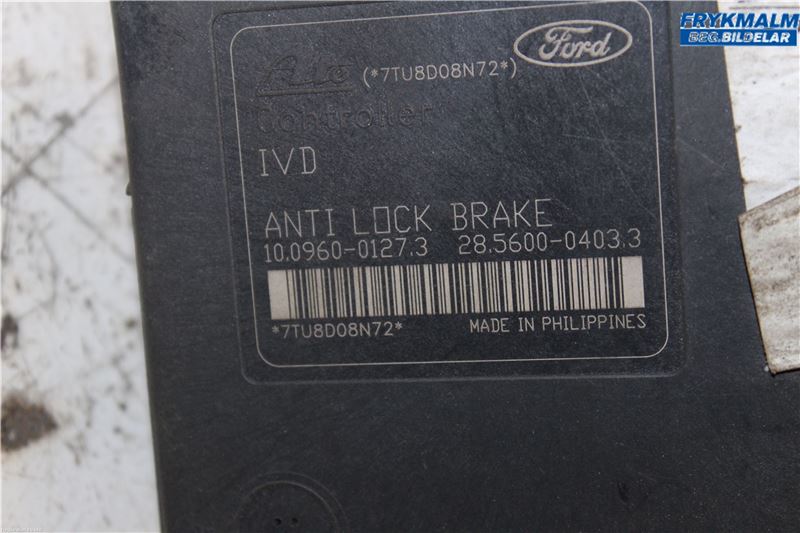 FRYKMALM
BEG. BILDELAR
Ford
Ate (*7TU8D08N72*)
Controller
IVD
ANTI LOCK BRAKE
10.0960-0127.3 28.5600-0403.3
*7TU8D08N72* MADE IN PHILIPPINES